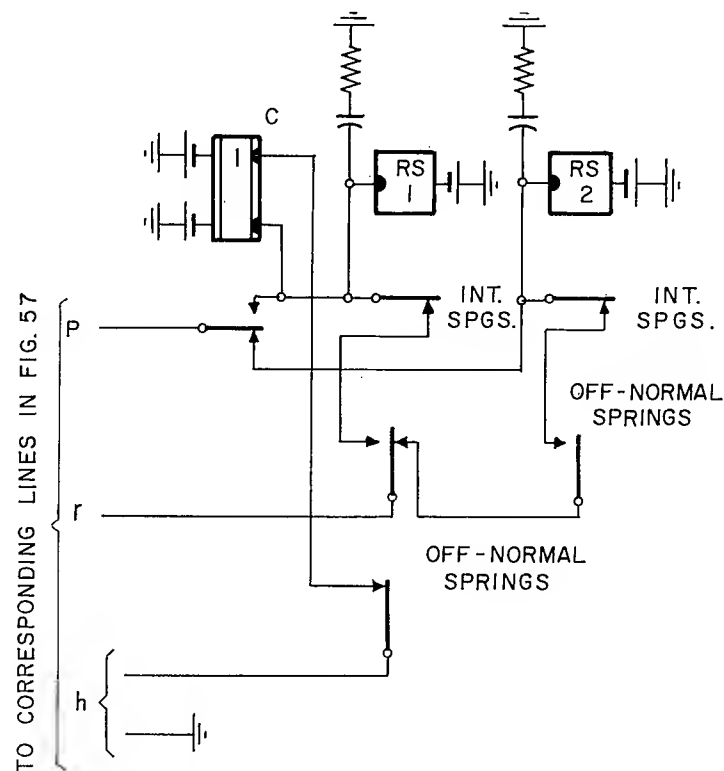 C
1
RS
1
RS
2
INT.
SPGS.
INT.
SPGS.
P
OFF-NORMAL
SPRINGS
r
OFF-NORMAL
SPRINGS
h
TO CORRESPONDING LINES IN FIG. 57